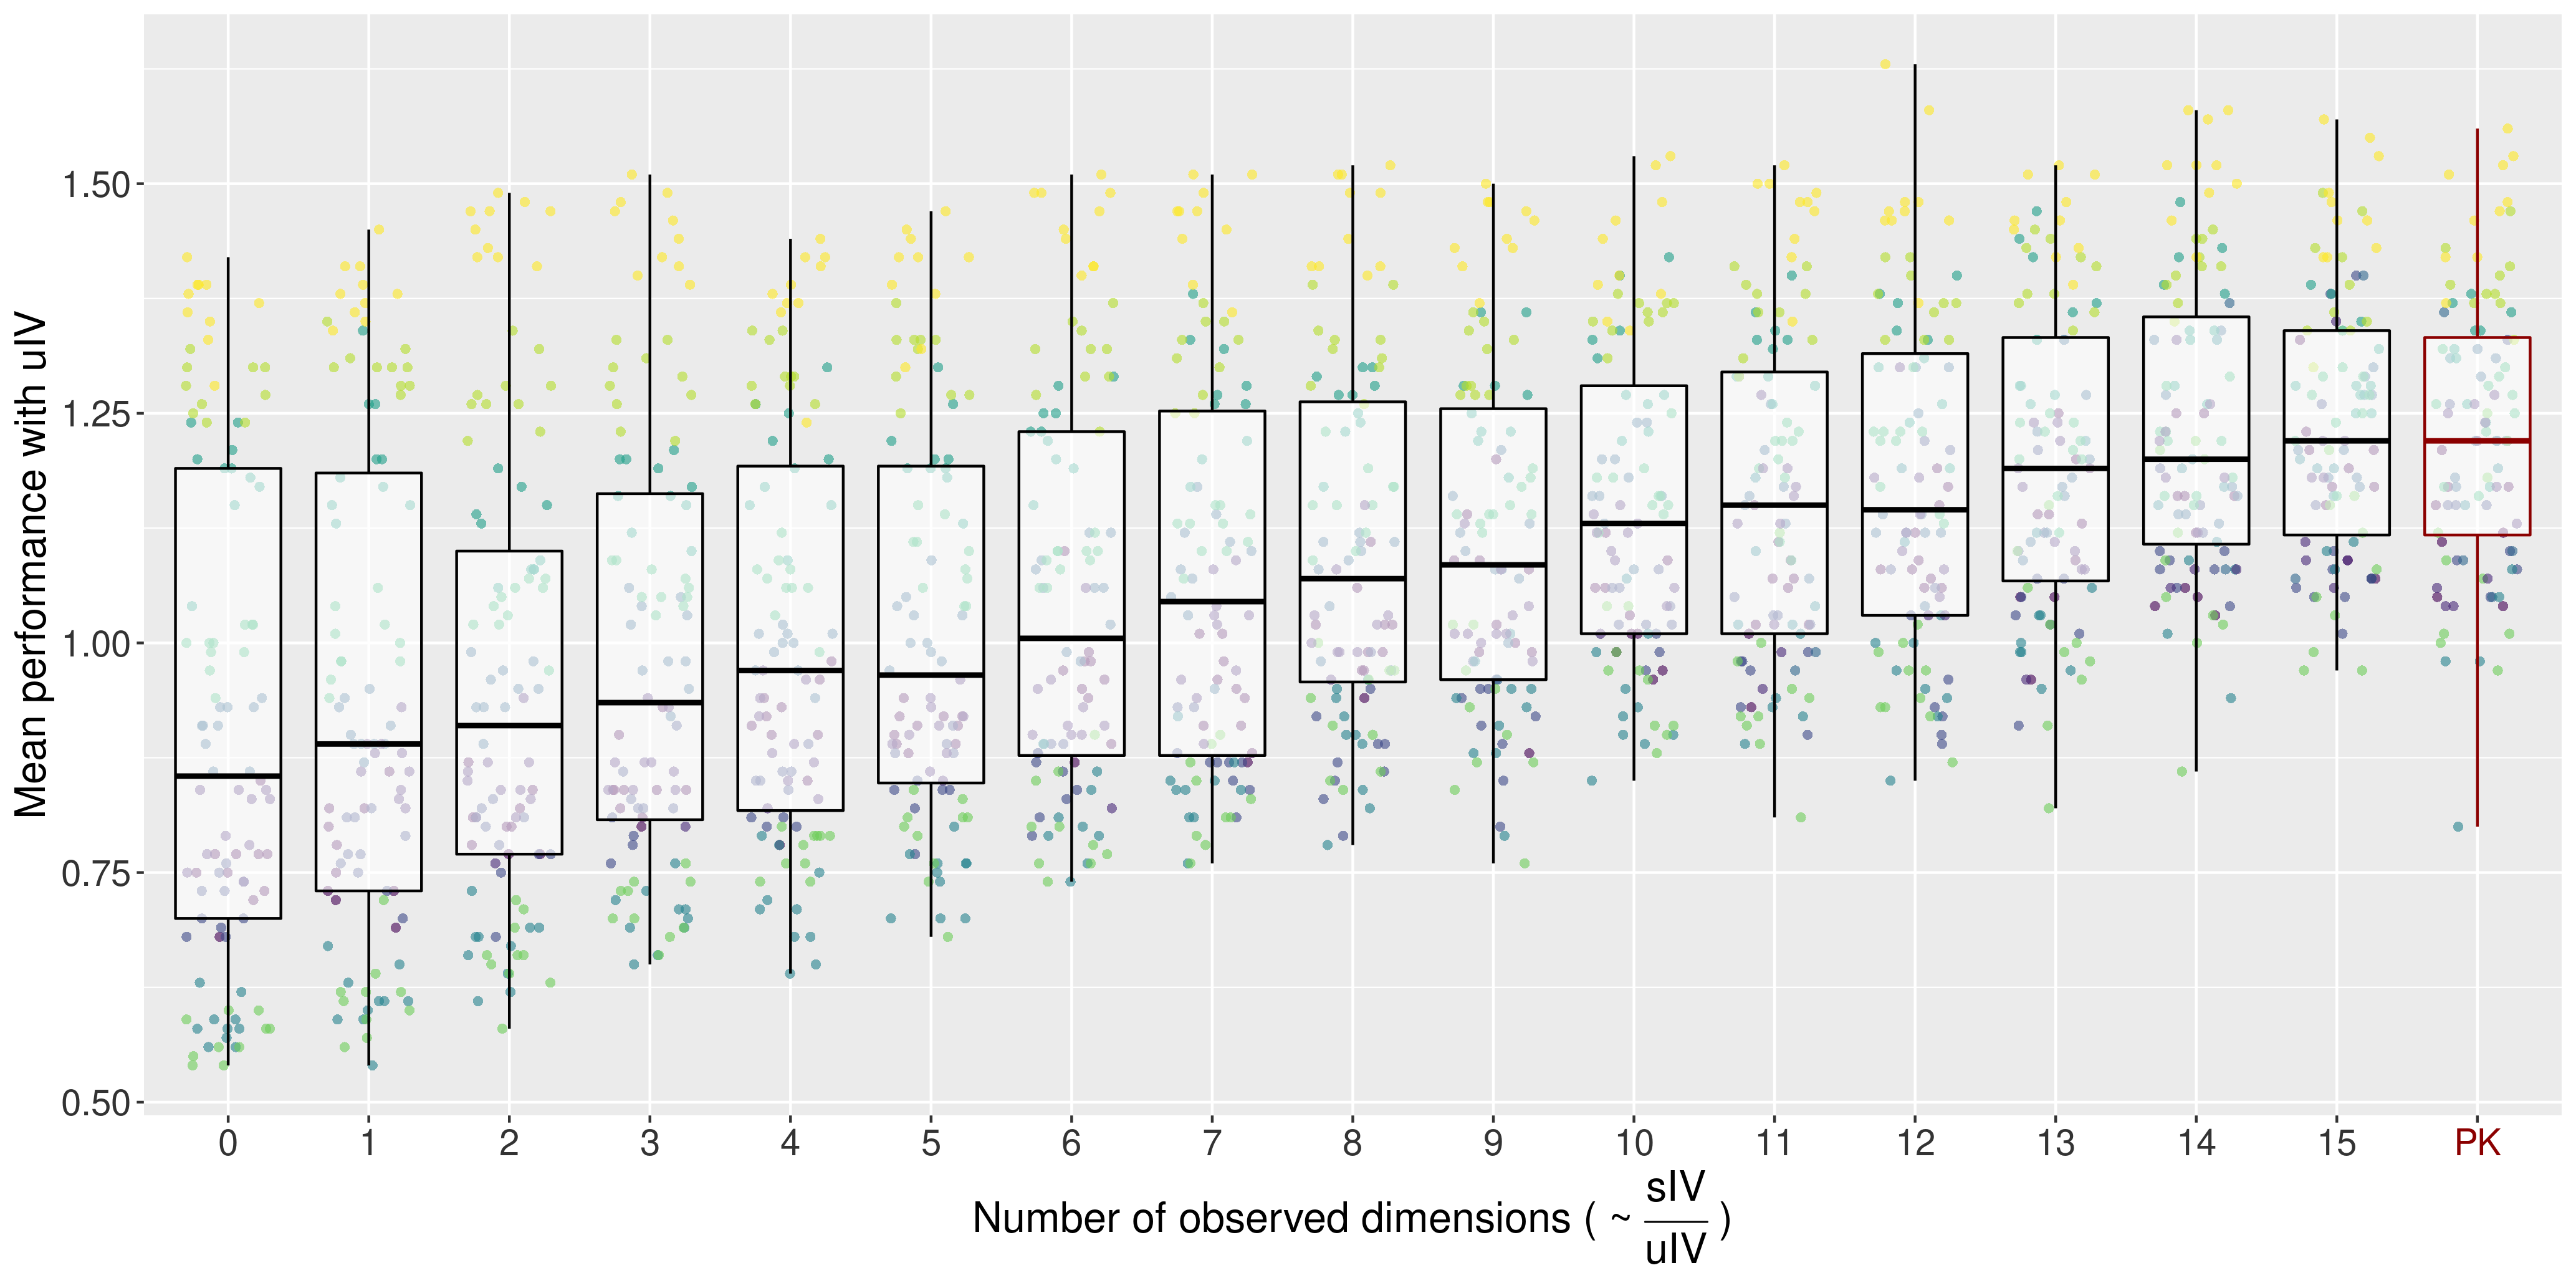 Mean performance with uIV
1.50
1.25
1.00
0.75
0.50
0 1 2 3 4 5 6 7 8 9 10 11 12 13 14 15 PK
Number of observed dimensions ( ~ sIV / uIV )